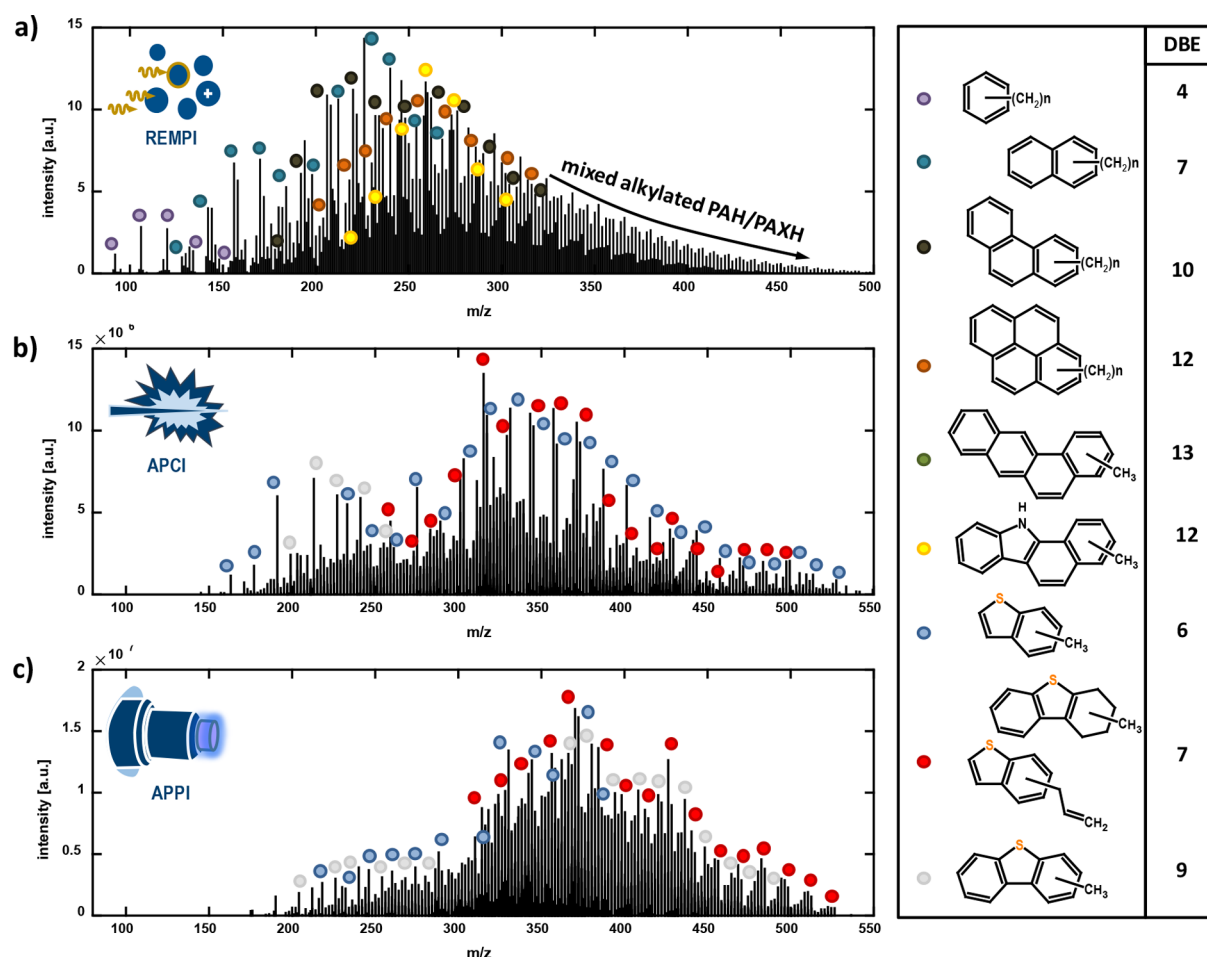 a)
15
10
5
0
intensity [a.u.]
REMPI
mixed alkylated PAH/PAXH
100 150 200 250 300 350 400 450 500
m/z
b)
× 10 6
15
10
5
0
intensity [a.u.]
APCI
100 150 200 250 300 350 400 450 500 550
m/z
c)
× 10 7
2
1.5
1
0.5
0
intensity [a.u.]
APPI
100 150 200 250 300 350 400 450 500 550
m/z
DBE
(CH2)n 4
(CH2)n 7
(CH2)n 10
(CH2)n 12
CH3 13
H
N
CH3 12
S
CH3 6
S
CH3
7
S
CH2
S
CH3 9